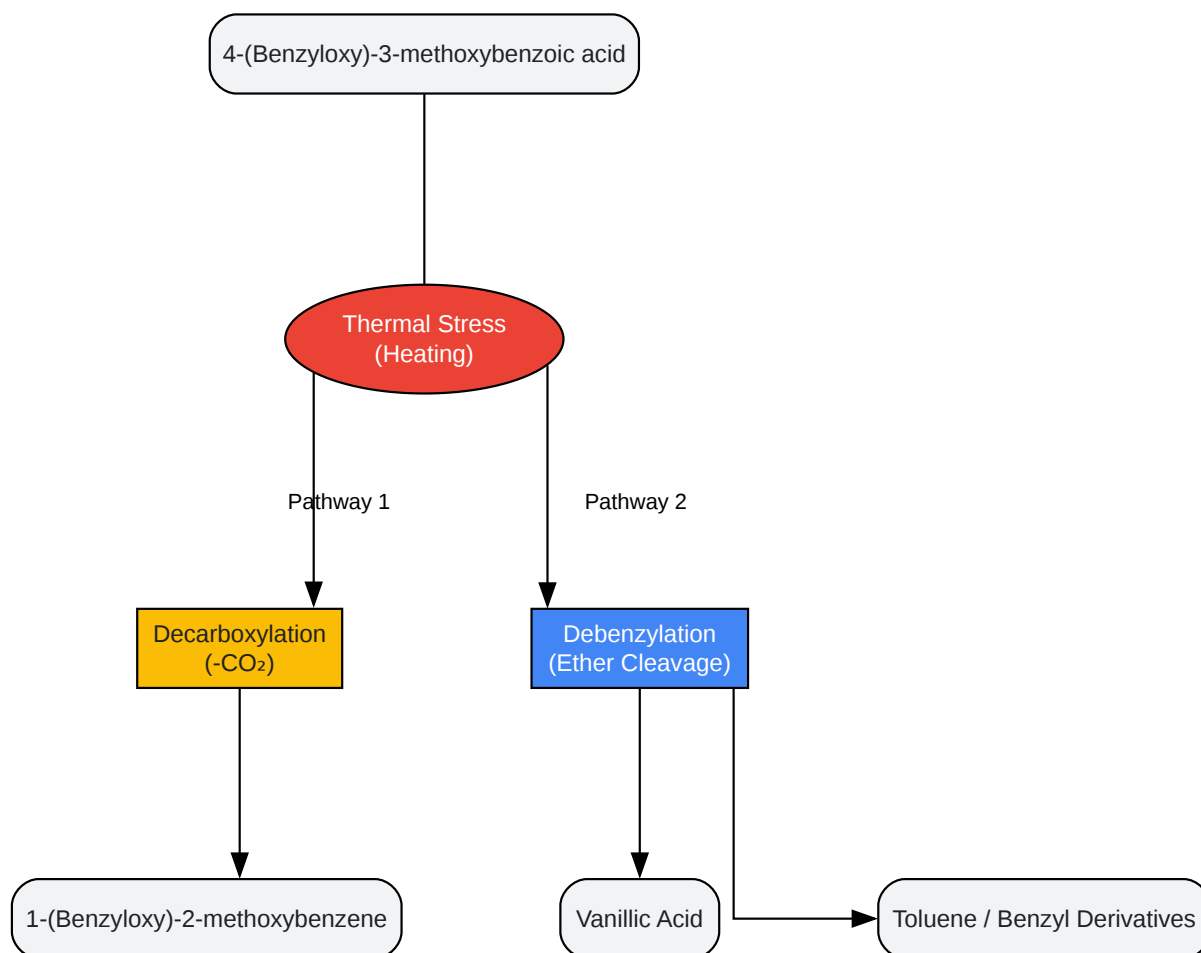 4-(Benzyloxy)-3-methoxybenzoic acid
Thermal Stress
(Heating)
Pathway 1
Pathway 2
Decarboxylation
(-CO₂)
Debenzylation
(Ether Cleavage)
1-(Benzyloxy)-2-methoxybenzene
Vanillic Acid
Toluene / Benzyl Derivatives